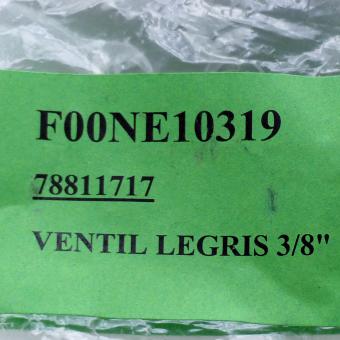 F00NE10319
78811717
VENTIL LEGRIS 3/8"